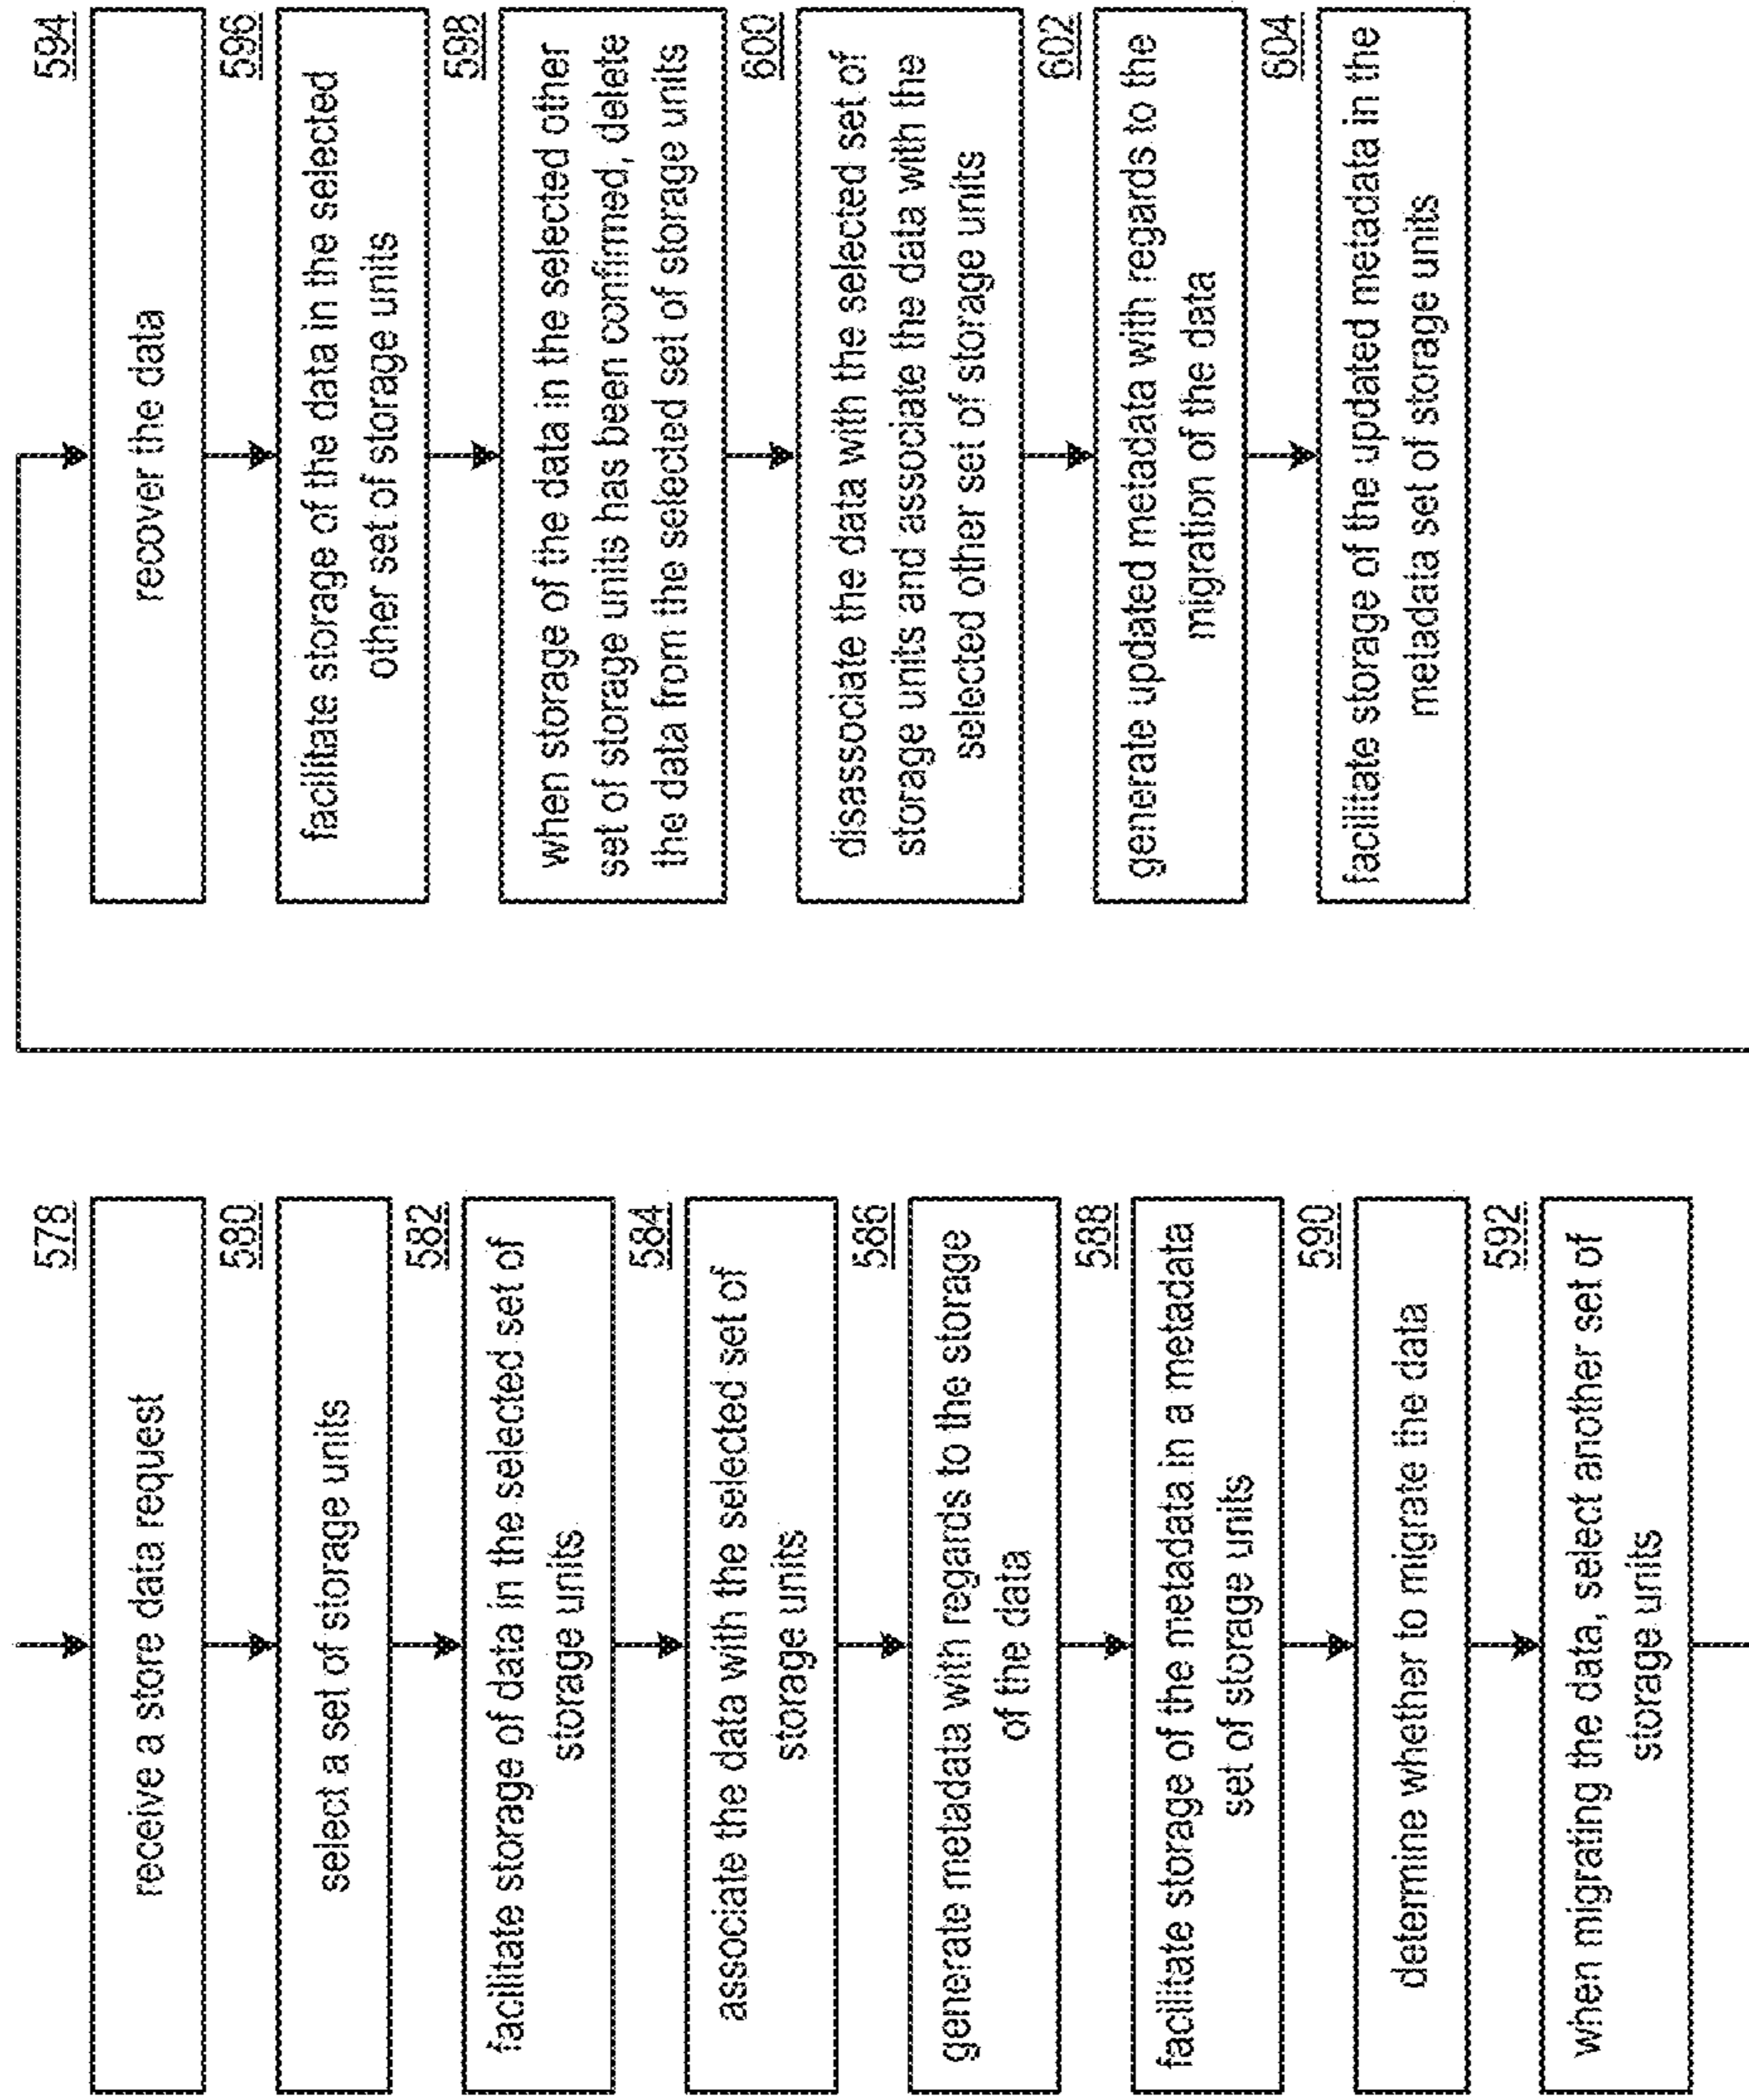 578
receive a store data request
580
select a set of storage units
582
facilitate storage of data in the selected set of
storage units
584
associate the data with the selected set of
storage units
586
generate metadata with regards to the storage
of the data
588
facilitate storage of the metadata in a metadata
set of storage units
590
determine whether to migrate the data
592
when migrating the data, select another set of
storage units
594
recover the data
596
facilitate storage of the data in the selected
other set of storage units
598
when storage of the data in the selected other
set of storage units has been confirmed, delete
the data from the selected set of storage units
600
disassociate the data with the selected set of
storage units and associate the data with the
selected other set of storage units
602
generate updated metadata with regards to the
migration of the data
604
facilitate storage of the updated metadata in the
metadata set of storage units